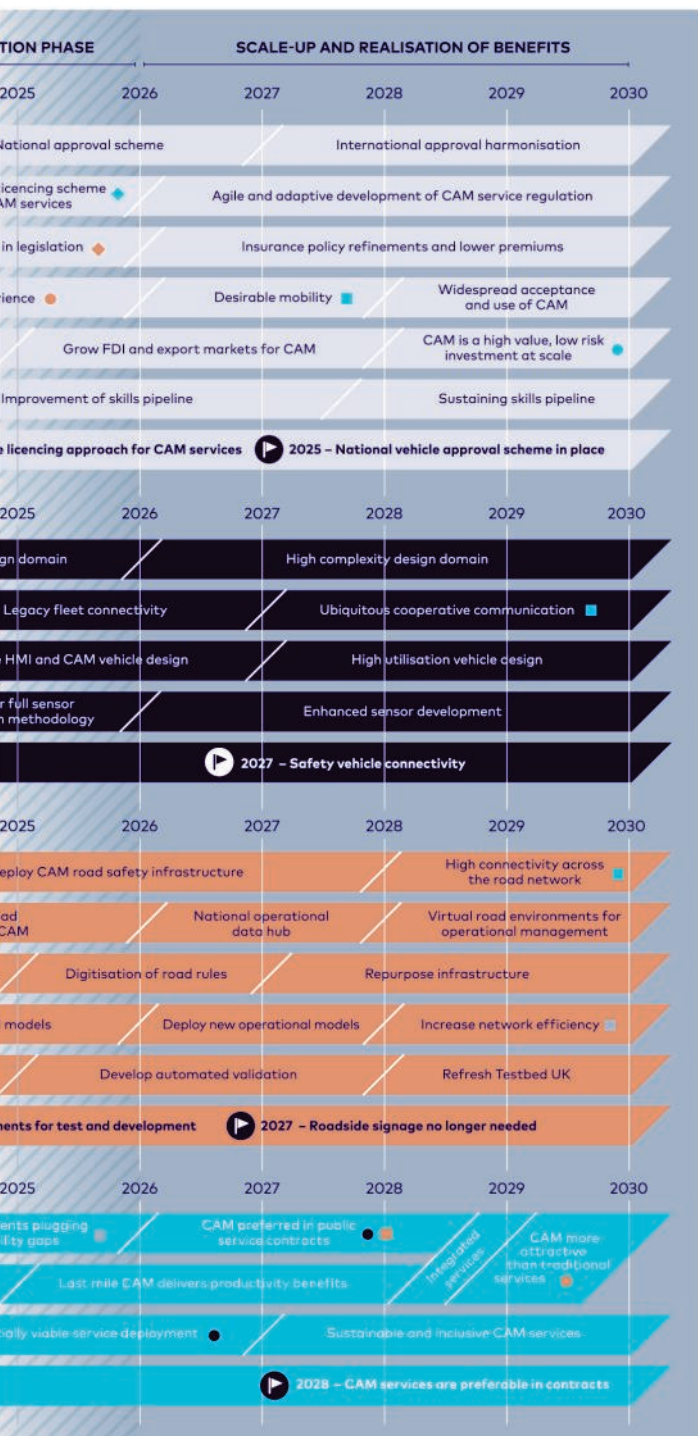 TION PHASE
SCALE-UP AND REALISATION OF BENEFITS
2025 2026 2027 2028 2029 2030
National approval scheme
International approval harmonisation
icencing scheme
AM services
Agile and adaptive development of CAM service regulation
in legislation
Insurance policy refinements and lower premiums
ience
Desirable mobility
Widespread acceptance
and use of CAM
Grow FDI and export markets for CAM
CAM is a high value, low risk
investment at scale
Improvement of skills pipeline
Sustaining skills pipeline
e licencing approach for CAM services
2025 – National vehicle approval scheme in place
2025 2026 2027 2028 2029 2030
gn domain
High complexity design domain
Legacy fleet connectivity
Ubiquitous cooperative communication
e HMI and CAM vehicle design
High utilisation vehicle design
r full sensor
n methodology
Enhanced sensor development
2027 – Safety vehicle connectivity
2025 2026 2027 2028 2029 2030
eploy CAM road safety infrastructure
High connectivity across
the road network
ad
CAM
National operational
data hub
Virtual road environments for
operational management
Digitisation of road rules
Repurpose infrastructure
l models
Deploy new operational models
Increase network efficiency
Develop automated validation
Refresh Testbed UK
nents for test and development
2027 – Roadside signage no longer needed
2025 2026 2027 2028 2029 2030
ents plugging
ility gaps
CAM preferred in public
service contracts
Integrated
services
CAM more
attractive
than traditional
services
Last mile CAM delivers productivity benefits
ially viable service deployment
Sustainable and inclusive CAM services
2028 – CAM services are preferable in contracts